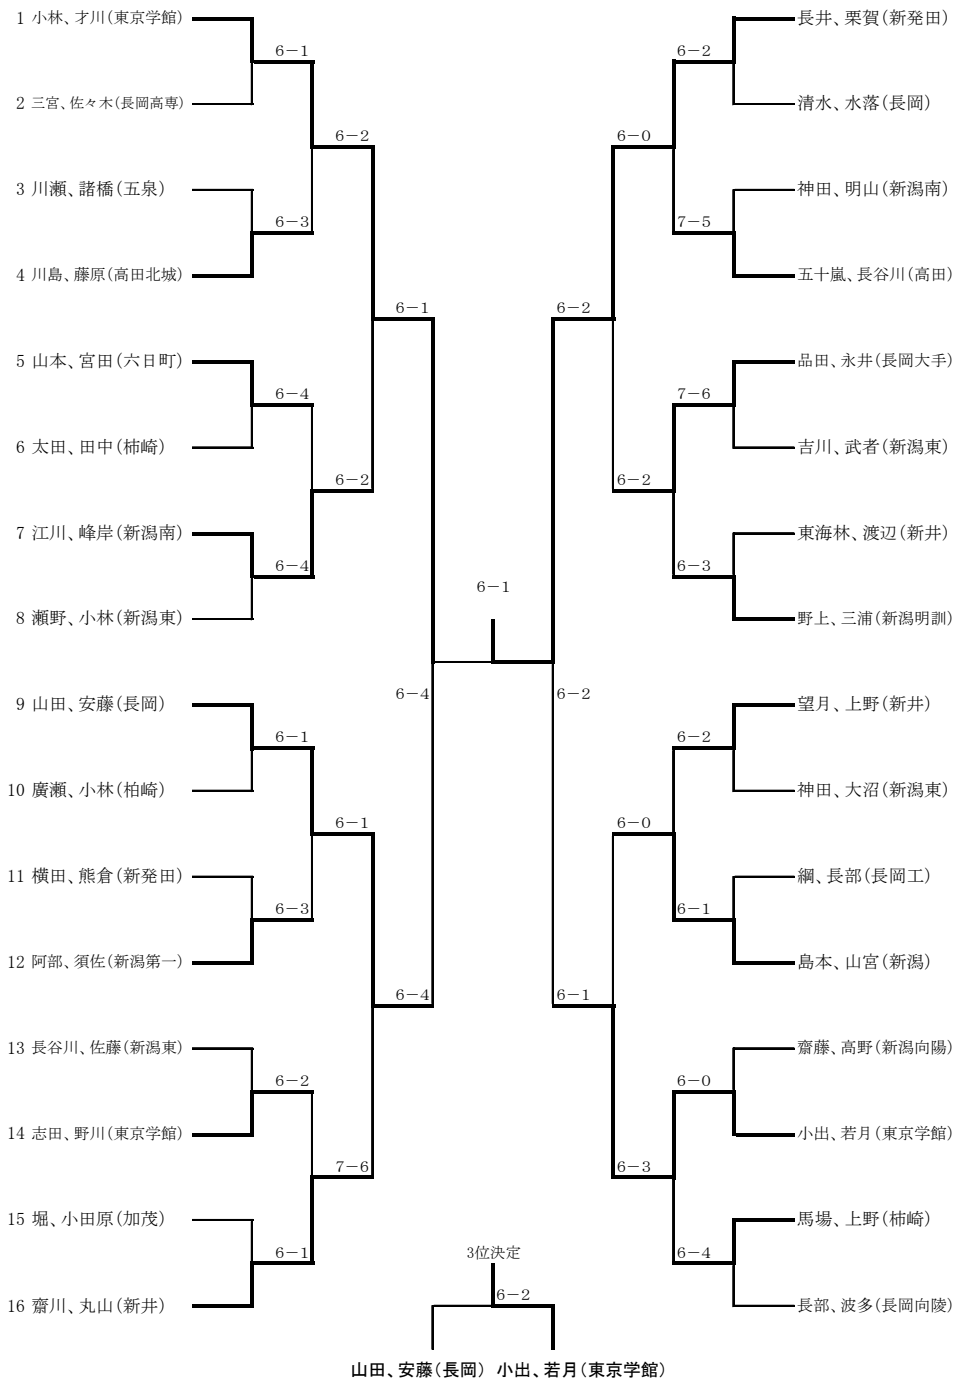 1 小林、才川(東京学館)
長井、栗賀(新発田)
6-1
6-2
2 三宮、佐々木(長岡高専)
清水、水落(長岡)
6-2
6-0
3 川瀬、諸橋(五泉)
神田、明山(新潟南)
6-3
7-5
4 川島、藤原(高田北城)
五十嵐、長谷川(高田)
6-1
6-2
5 山本、宮田(六日町)
品田、永井(長岡大手)
6-4
7-6
6 太田、田中(柿崎)
吉川、武者(新潟東)
6-2
6-2
7 江川、峰岸(新潟南)
東海林、渡辺(新井)
6-4
6-3
6-1
8 瀬野、小林(新潟東)
野上、三浦(新潟明訓)
6-4
6-2
9 山田、安藤(長岡)
望月、上野(新井)
6-1
6-2
10 廣瀬、小林(柏崎)
神田、大沼(新潟東)
6-1
6-0
11 横田、熊倉(新発田)
綱、長部(長岡工)
6-3
6-1
12 阿部、須佐(新潟第一)
島本、山宮(新潟)
6-4
6-1
13 長谷川、佐藤(新潟東)
齋藤、高野(新潟向陽)
6-2
6-0
14 志田、野川(東京学館)
小出、若月(東京学館)
7-6
6-3
15 堀、小田原(加茂)
馬場、上野(柿崎)
6-1
6-4
3位決定
6-2
16 齋川、丸山(新井)
長部、波多(長岡向陵)
山田、安藤(長岡) 小出、若月(東京学館)